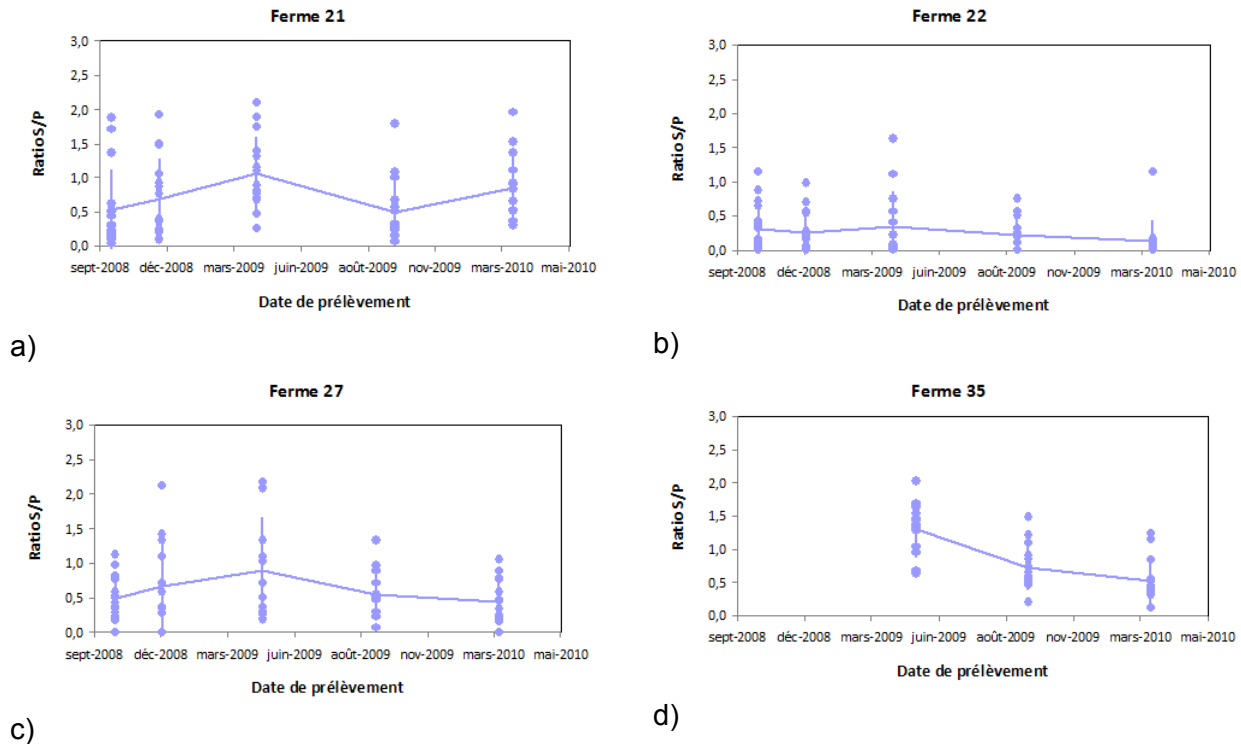 Ferme 21
Ratio S/P
3,0
2,5
2,0
1,5
1,0
0,5
0,0
sept-2008 déc-2008 mars-2009 juin-2009 août-2009 nov-2009 mars-2010 mai-2010
Date de prélèvement
a)
Ferme 22
Ratio S/P
3,0
2,5
2,0
1,5
1,0
0,5
0,0
sept-2008 déc-2008 mars-2009 juin-2009 août-2009 nov-2009 mars-2010 mai-2010
Date de prélèvement
b)
Ferme 27
Ratio S/P
3,0
2,5
2,0
1,5
1,0
0,5
0,0
sept-2008 déc-2008 mars-2009 juin-2009 août-2009 nov-2009 mars-2010 mai-2010
Date de prélèvement
c)
Ferme 35
Ratio S/P
3,0
2,5
2,0
1,5
1,0
0,5
0,0
sept-2008 déc-2008 mars-2009 juin-2009 août-2009 nov-2009 mars-2010 mai-2010
Date de prélèvement
d)